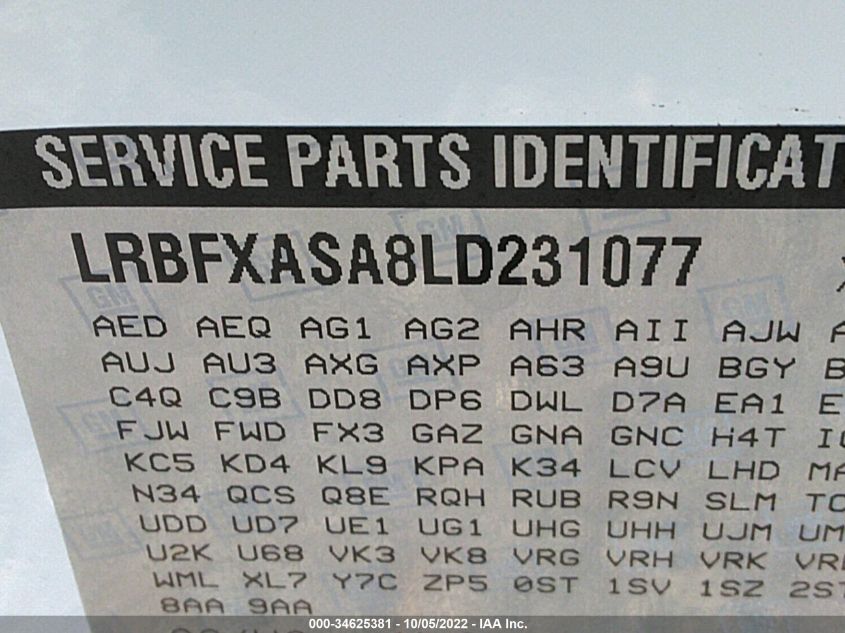 SERVICE PARTS IDENTIFICAT
LRBFXASA8LD231077
AED AEQ AG1 AG2 AHR AII AJW
AUJ AU3 AXG AXP A63 A9U BGY
C4Q C9B DD8 DP6 DWL D7A EA1
FJW FWD FX3 GAZ GNA GNC H4T
KC5 KD4 KL9 KPA K34 LCV LHD
N34 QCS Q8E RQH RUB R9N SLM
UDD UD7 UE1 UG1 UHG UHH UJM
U2K U68 VK3 VK8 VRG VRH VRK
WML XL7 Y7C ZP5 0ST 1SV 1SZ
8AA 9AA
000-34625381 - 10/05/2022 - IAA Inc.